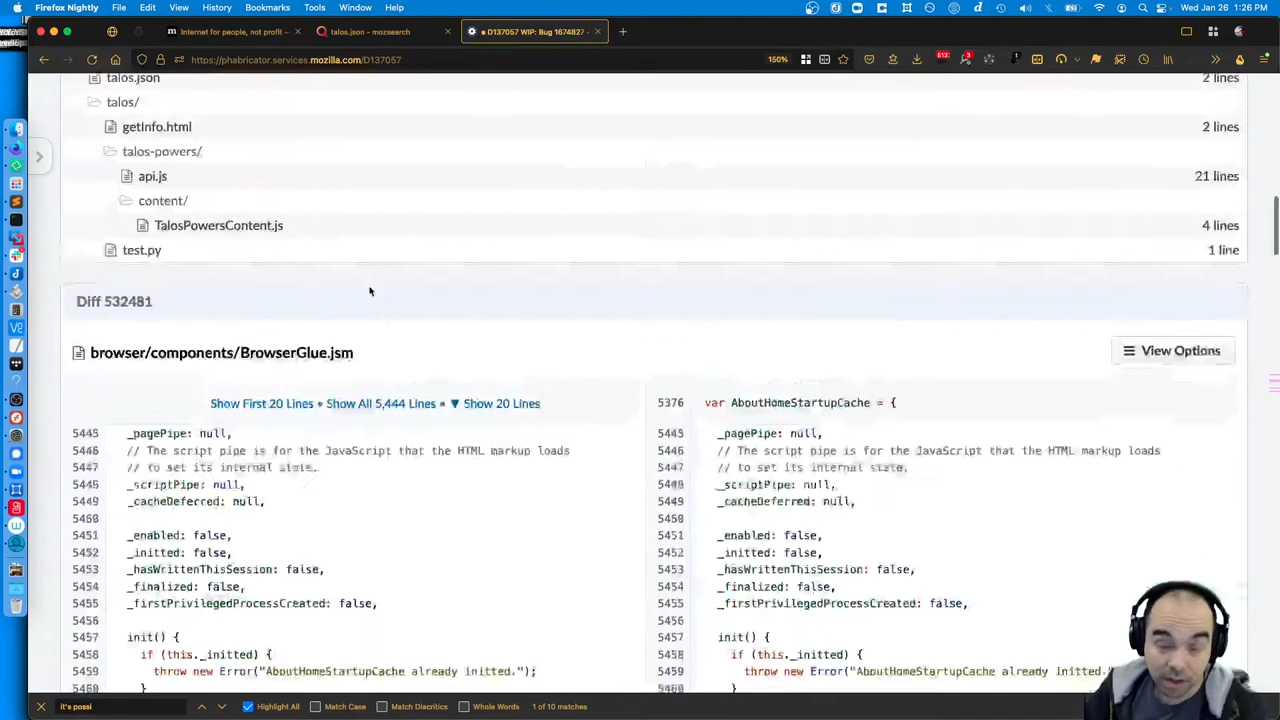 Firefox Nightly File Edit View History Bookmarks Tools Window Help Wed Jan 26 1:26 PM
Internet for people, not profit — talos.json - mozsearch D137057 WIP: Bug 1674827 -
https://phabricator.services.mozilla.com/D137057 150%
talos.json 2 lines
talos/
getInfo.html 2 lines
talos-powers/
api.js 21 lines
content/
TalosPowersContent.js 4 lines
test.py 1 line
Diff 532481
browser/components/BrowserGlue.jsm View Options
Show First 20 Lines • Show All 5,444 Lines • ▼ Show 20 Lines 5376 var AboutHomeStartupCache = {
5445 _pagePipe: null, 5445 _pagePipe: null,
5446 // The script pipe is for the JavaScript that the HTML markup loads 5446 // The script pipe is for the JavaScript that the HTML markup loads
5447 // to set its internal state. 5447 // to set its internal state.
5448 _scriptPipe: null, 5448 _scriptPipe: null,
5449 _cacheDeferred: null, 5449 _cacheDeferred: null,
5450 5450
5451 _enabled: false, 5451 _enabled: false,
5452 _initted: false, 5452 _initted: false,
5453 _hasWrittenThisSession: false, 5453 _hasWrittenThisSession: false,
5454 _finalized: false, 5454 _finalized: false,
5455 _firstPrivilegedProcessCreated: false, 5455 _firstPrivilegedProcessCreated: false,
5456 5456
5457 init() { 5457 init() {
5458 if (this._initted) { 5458 if (this._initted) {
5459 throw new Error("AboutHomeStartupCache already initted."); 5459 throw new Error("AboutHomeStartupCache already initted."
5460 } 5460 }
it's possi Highlight All Match Case Match Diacritics Whole Words 1 of 10 matches